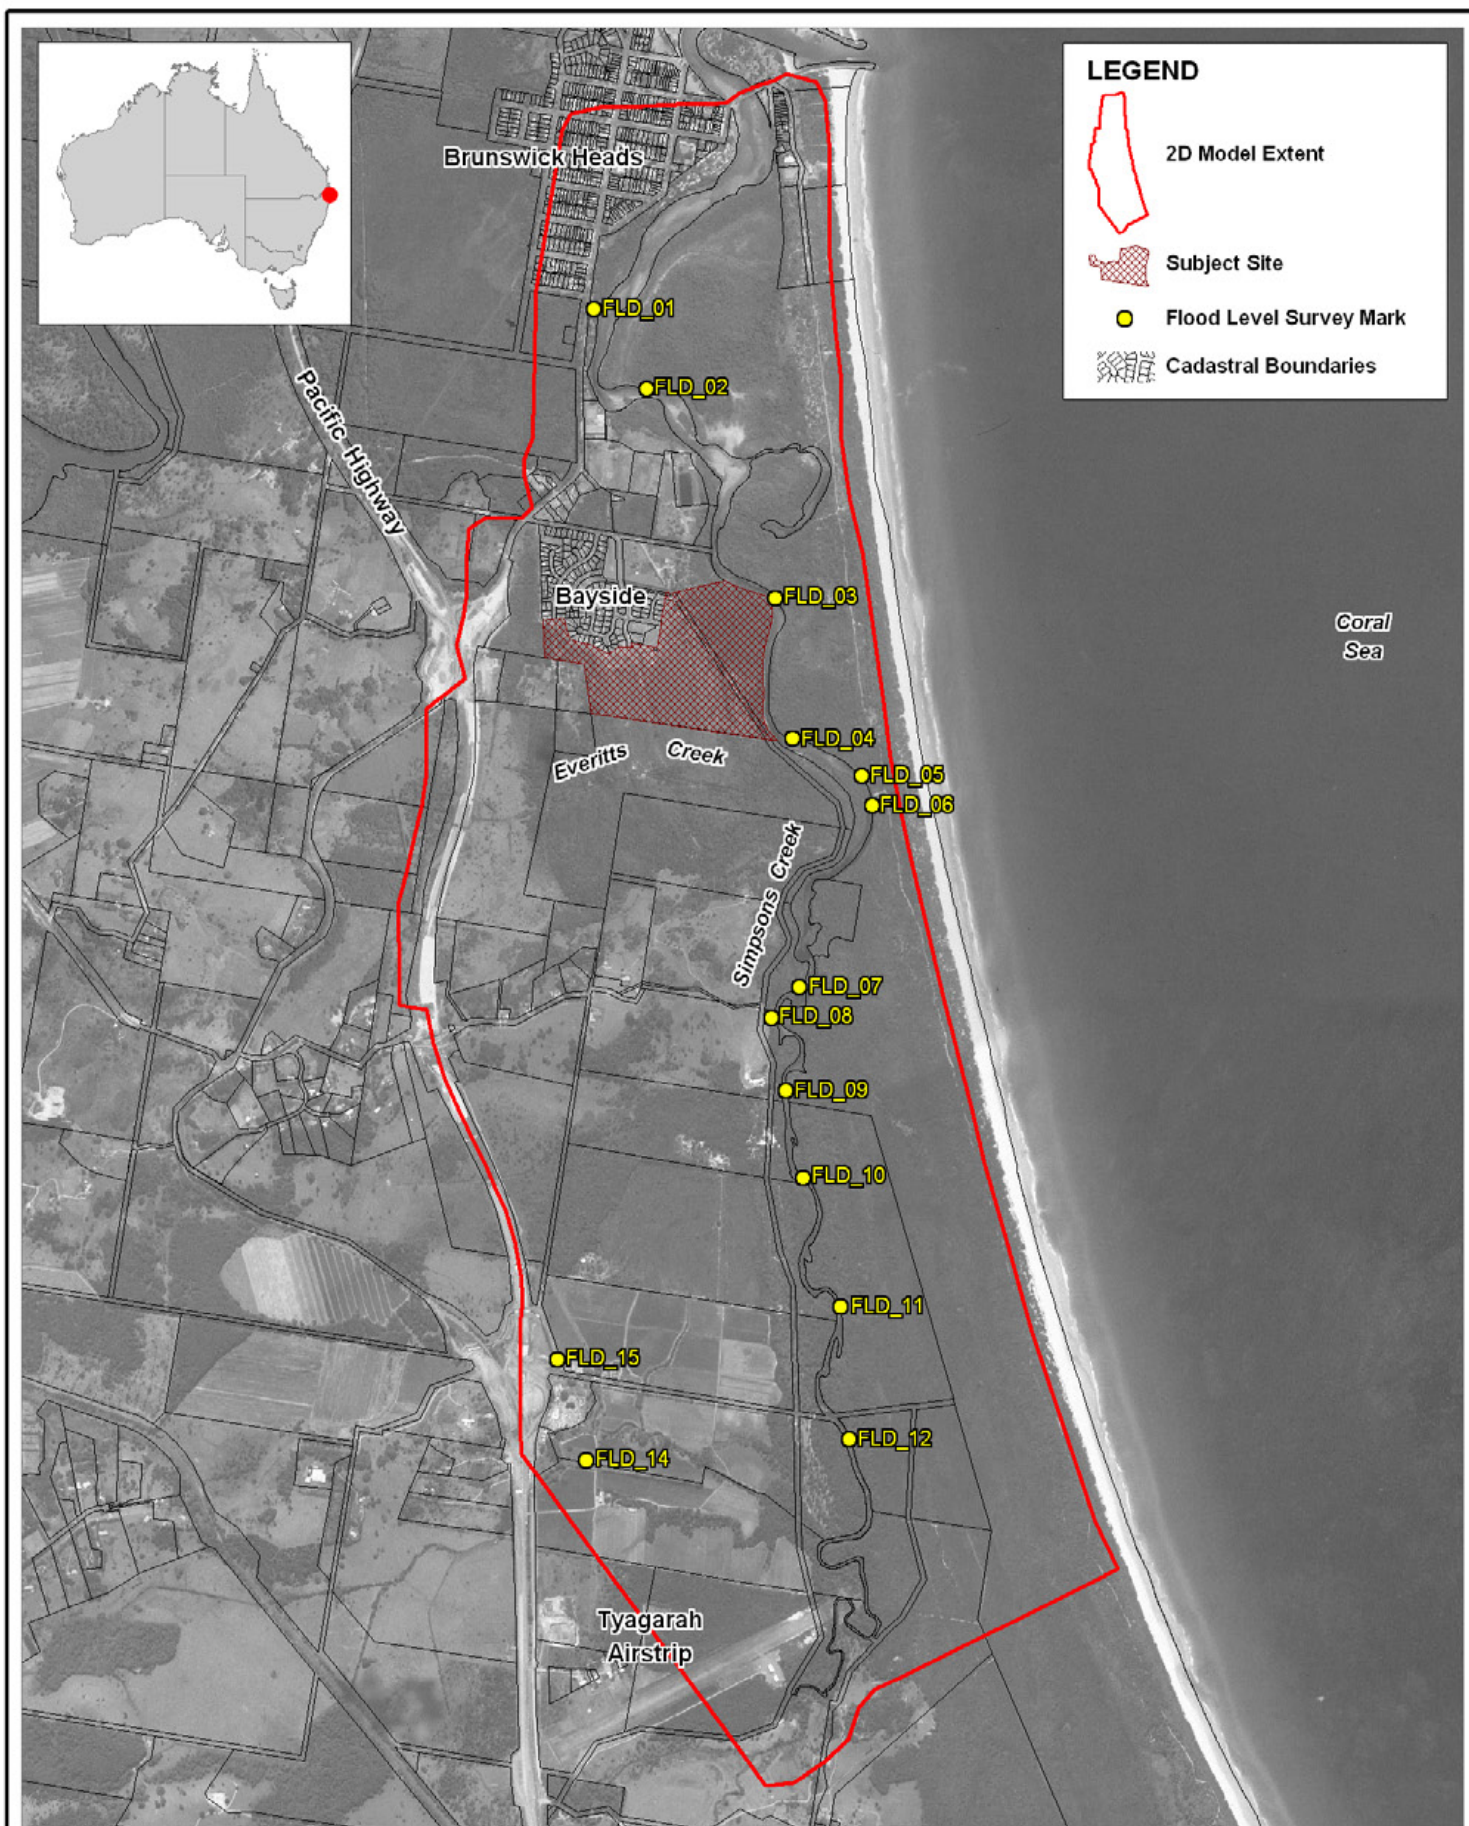 LEGEND
2D Model Extent
Subject Site
Flood Level Survey Mark
Cadastral Boundaries
Brunswick Heads
FLD_01
Pacific Highway
FLD_02
Bayside
FLD_03
Coral
Sea
FLD_04
Everitts Creek
FLD_05
FLD_06
Simpsons Creek
FLD_07
FLD_08
FLD_09
FLD_10
FLD_11
FLD_15
FLD_12
FLD_14
Tyagarah
Airstrip